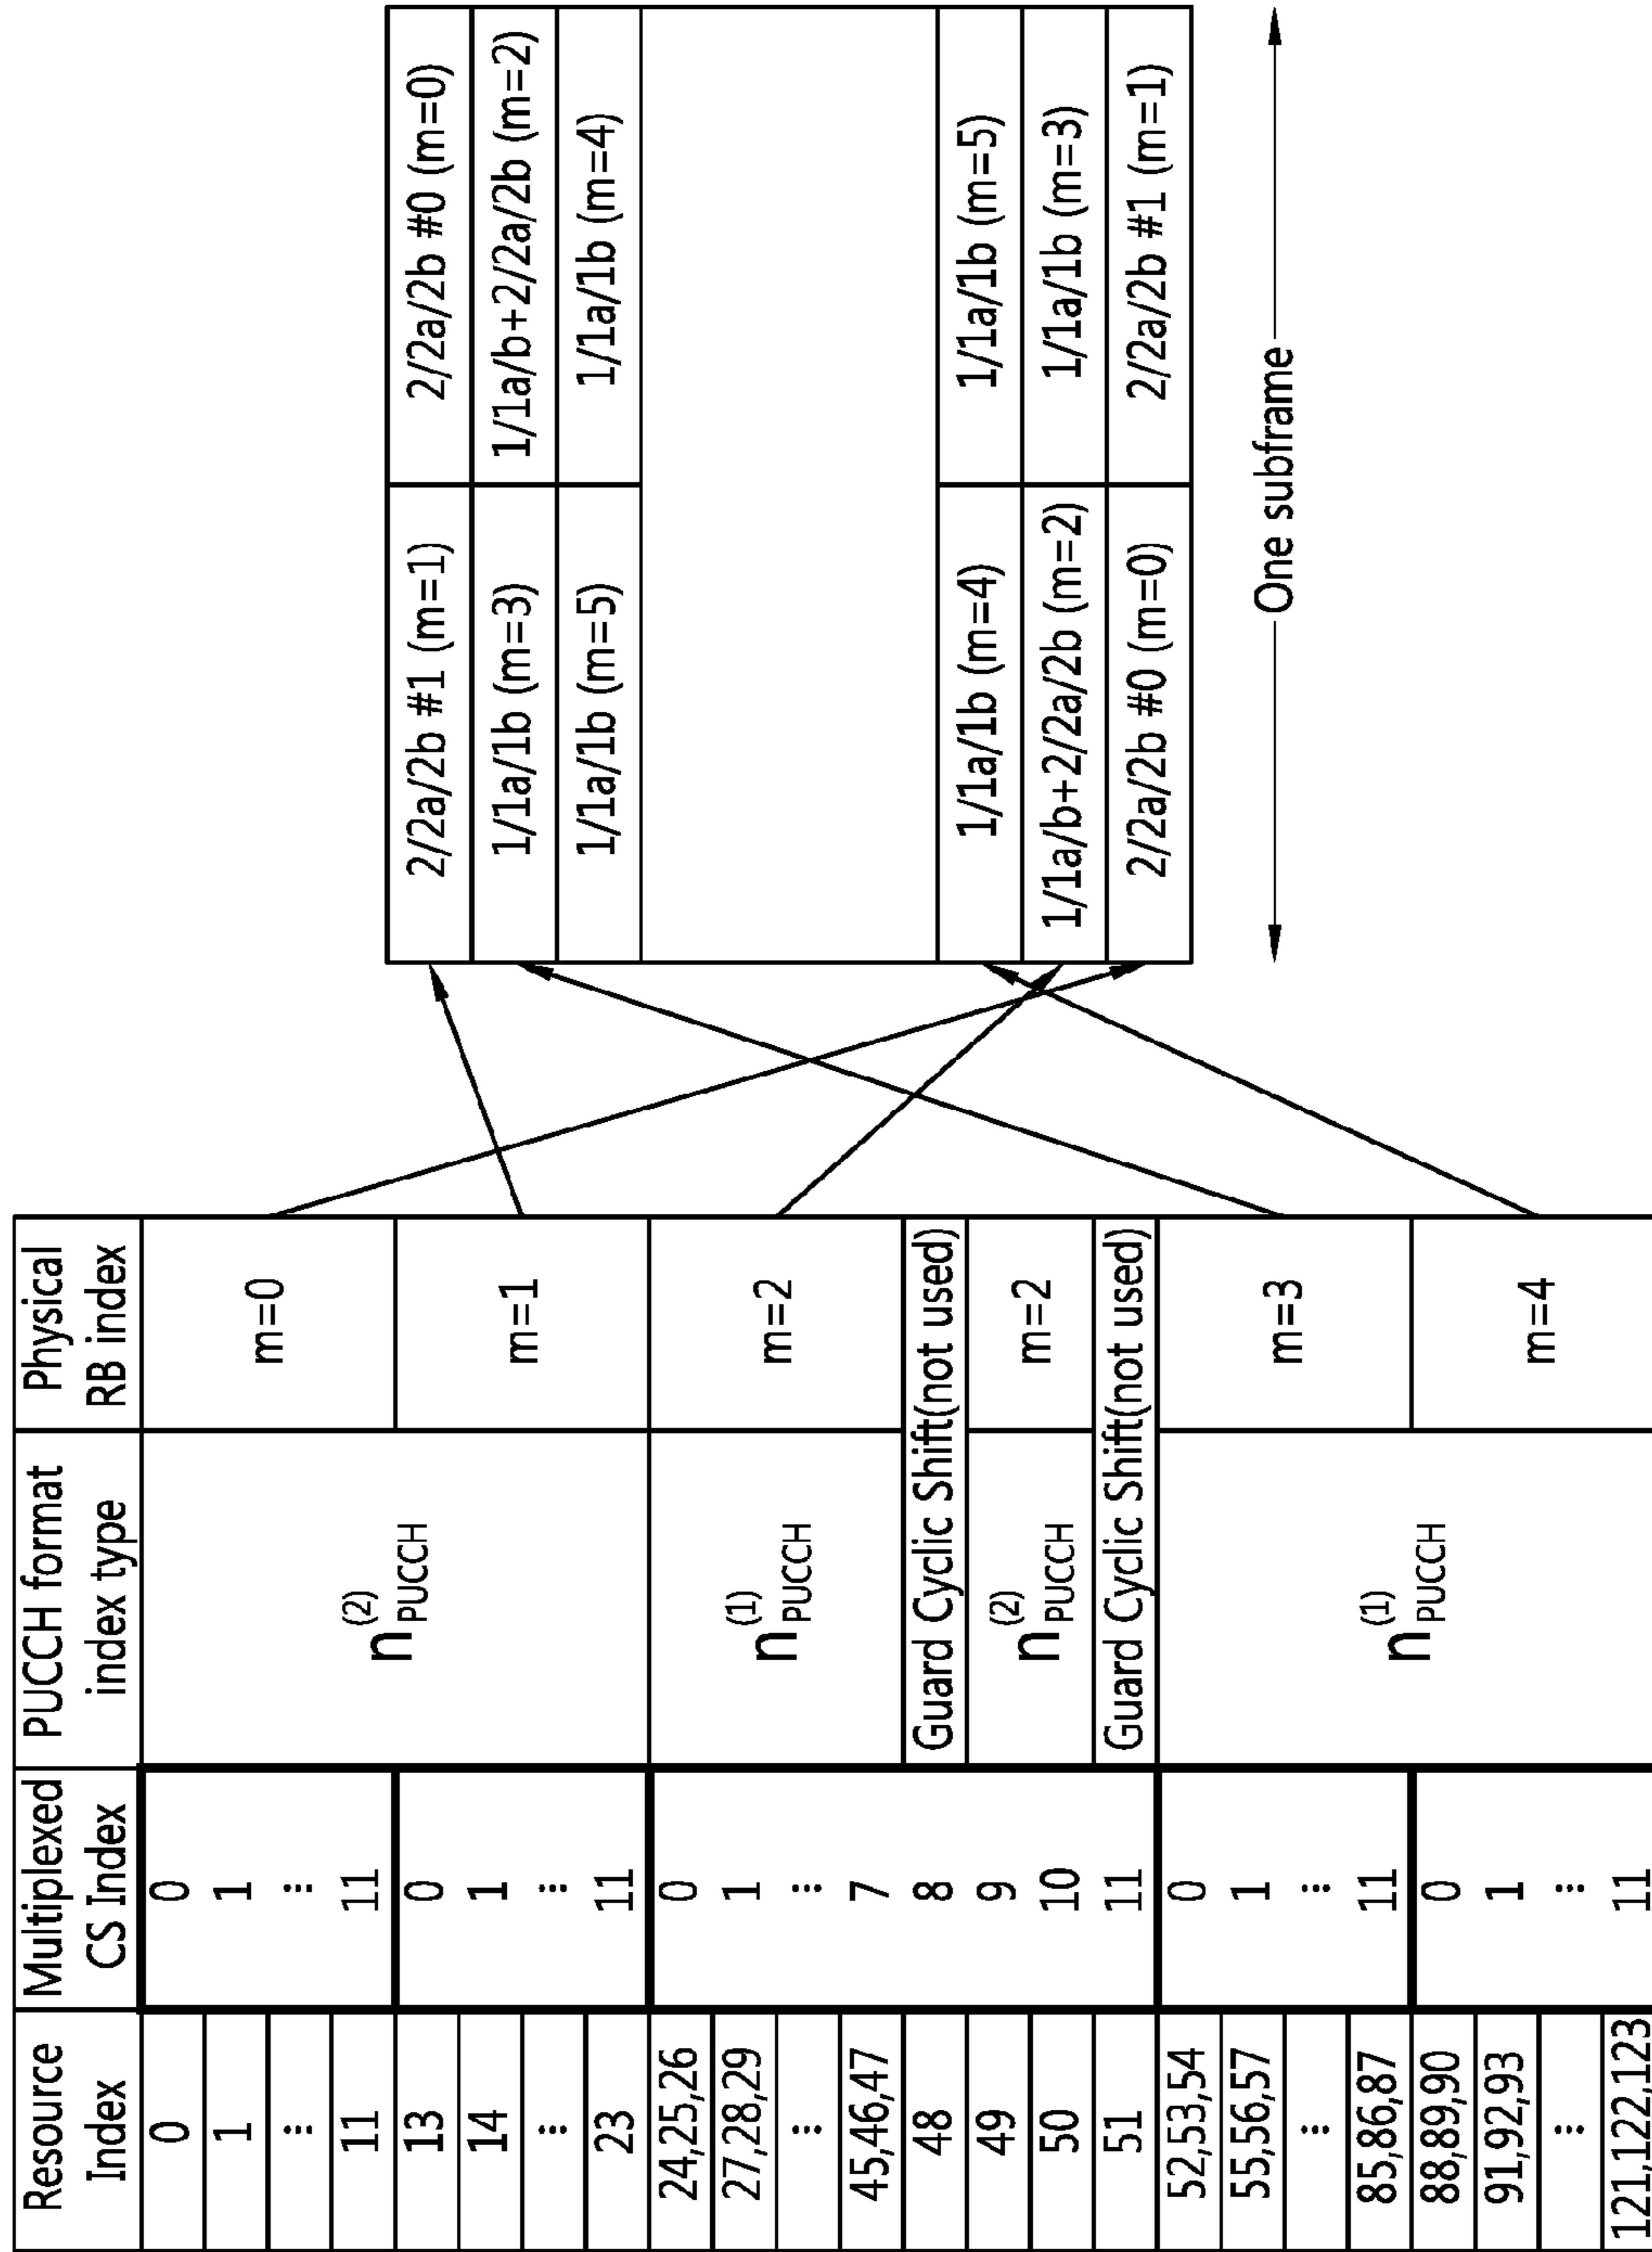 Resource Index
Multiplexed CS Index
PUCCH format index type
Physical RB index
0
1
⋮
11
13
14
⋮
23
24,25,26
27,28,29
⋮
45,46,47
48
49
50
51
52,53,54
55,56,57
⋮
85,86,87
88,89,90
91,92,93
⋮
121,122,123
0
1
⋮
11
0
1
⋮
11
0
1
⋮
7
8
9
10
11
0
1
⋮
11
0
1
⋮
11
n(2)PUCCH
n(1)PUCCH
Guard Cyclic Shift(not used)
n(2)PUCCH
Guard Cyclic Shift(not used)
n(1)PUCCH
m=0
m=1
m=2
m=2
m=3
m=4
2/2a/2b #1 (m=1)
2/2a/2b #0 (m=0)
1/1a/1b (m=3)
1/1a/b+2/2a/2b (m=2)
1/1a/1b (m=5)
1/1a/1b (m=4)
1/1a/1b (m=4)
1/1a/1b (m=5)
1/1a/b+2/2a/2b (m=2)
1/1a/1b (m=3)
2/2a/2b #0 (m=0)
2/2a/2b #1 (m=1)
One subframe